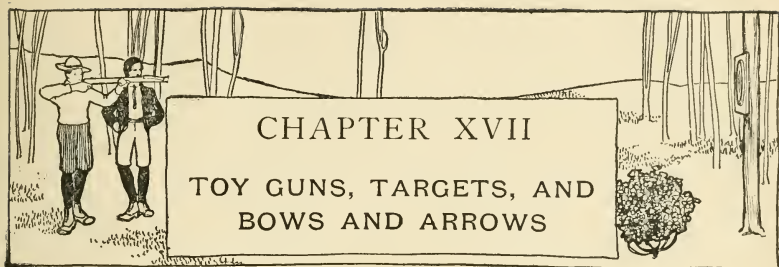 CHAPTER XVII
TOY GUNS, TARGETS, AND
BOWS AND ARROWS